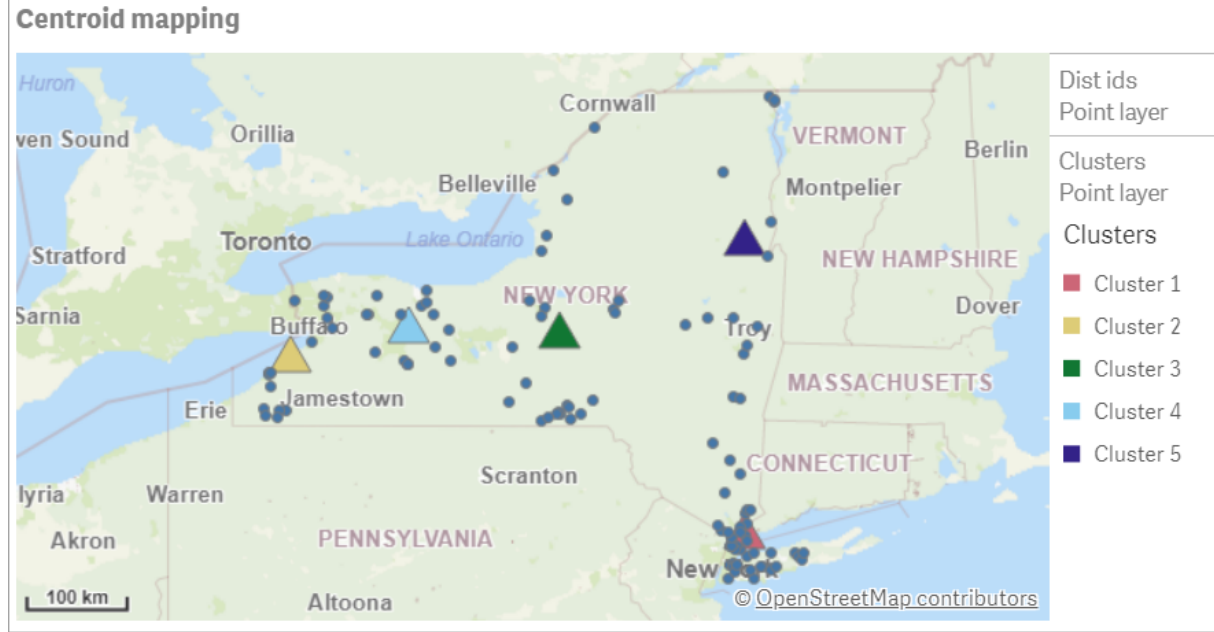 Centroid mapping
Huron
Cornwall
Dist ids
Point layer
ven Sound
Orillia
VERMONT
Berlin
Clusters
Point layer
Belleville
Montpelier
Clusters
Stratford
Toronto
Lake Ontario
NEW HAMPSHIRE
Cluster 1
Sarnia
NEW YORK
Dover
Buffalo
Troy
Cluster 2
Cluster 3
MASSACHUSETTS
Jamestown
Erie
Cluster 4
CONNECTICUT
Cluster 5
Scranton
lyria
Warren
Akron
PENNSYLVANIA
New York
100 km
Altoona
© OpenStreetMap contributors